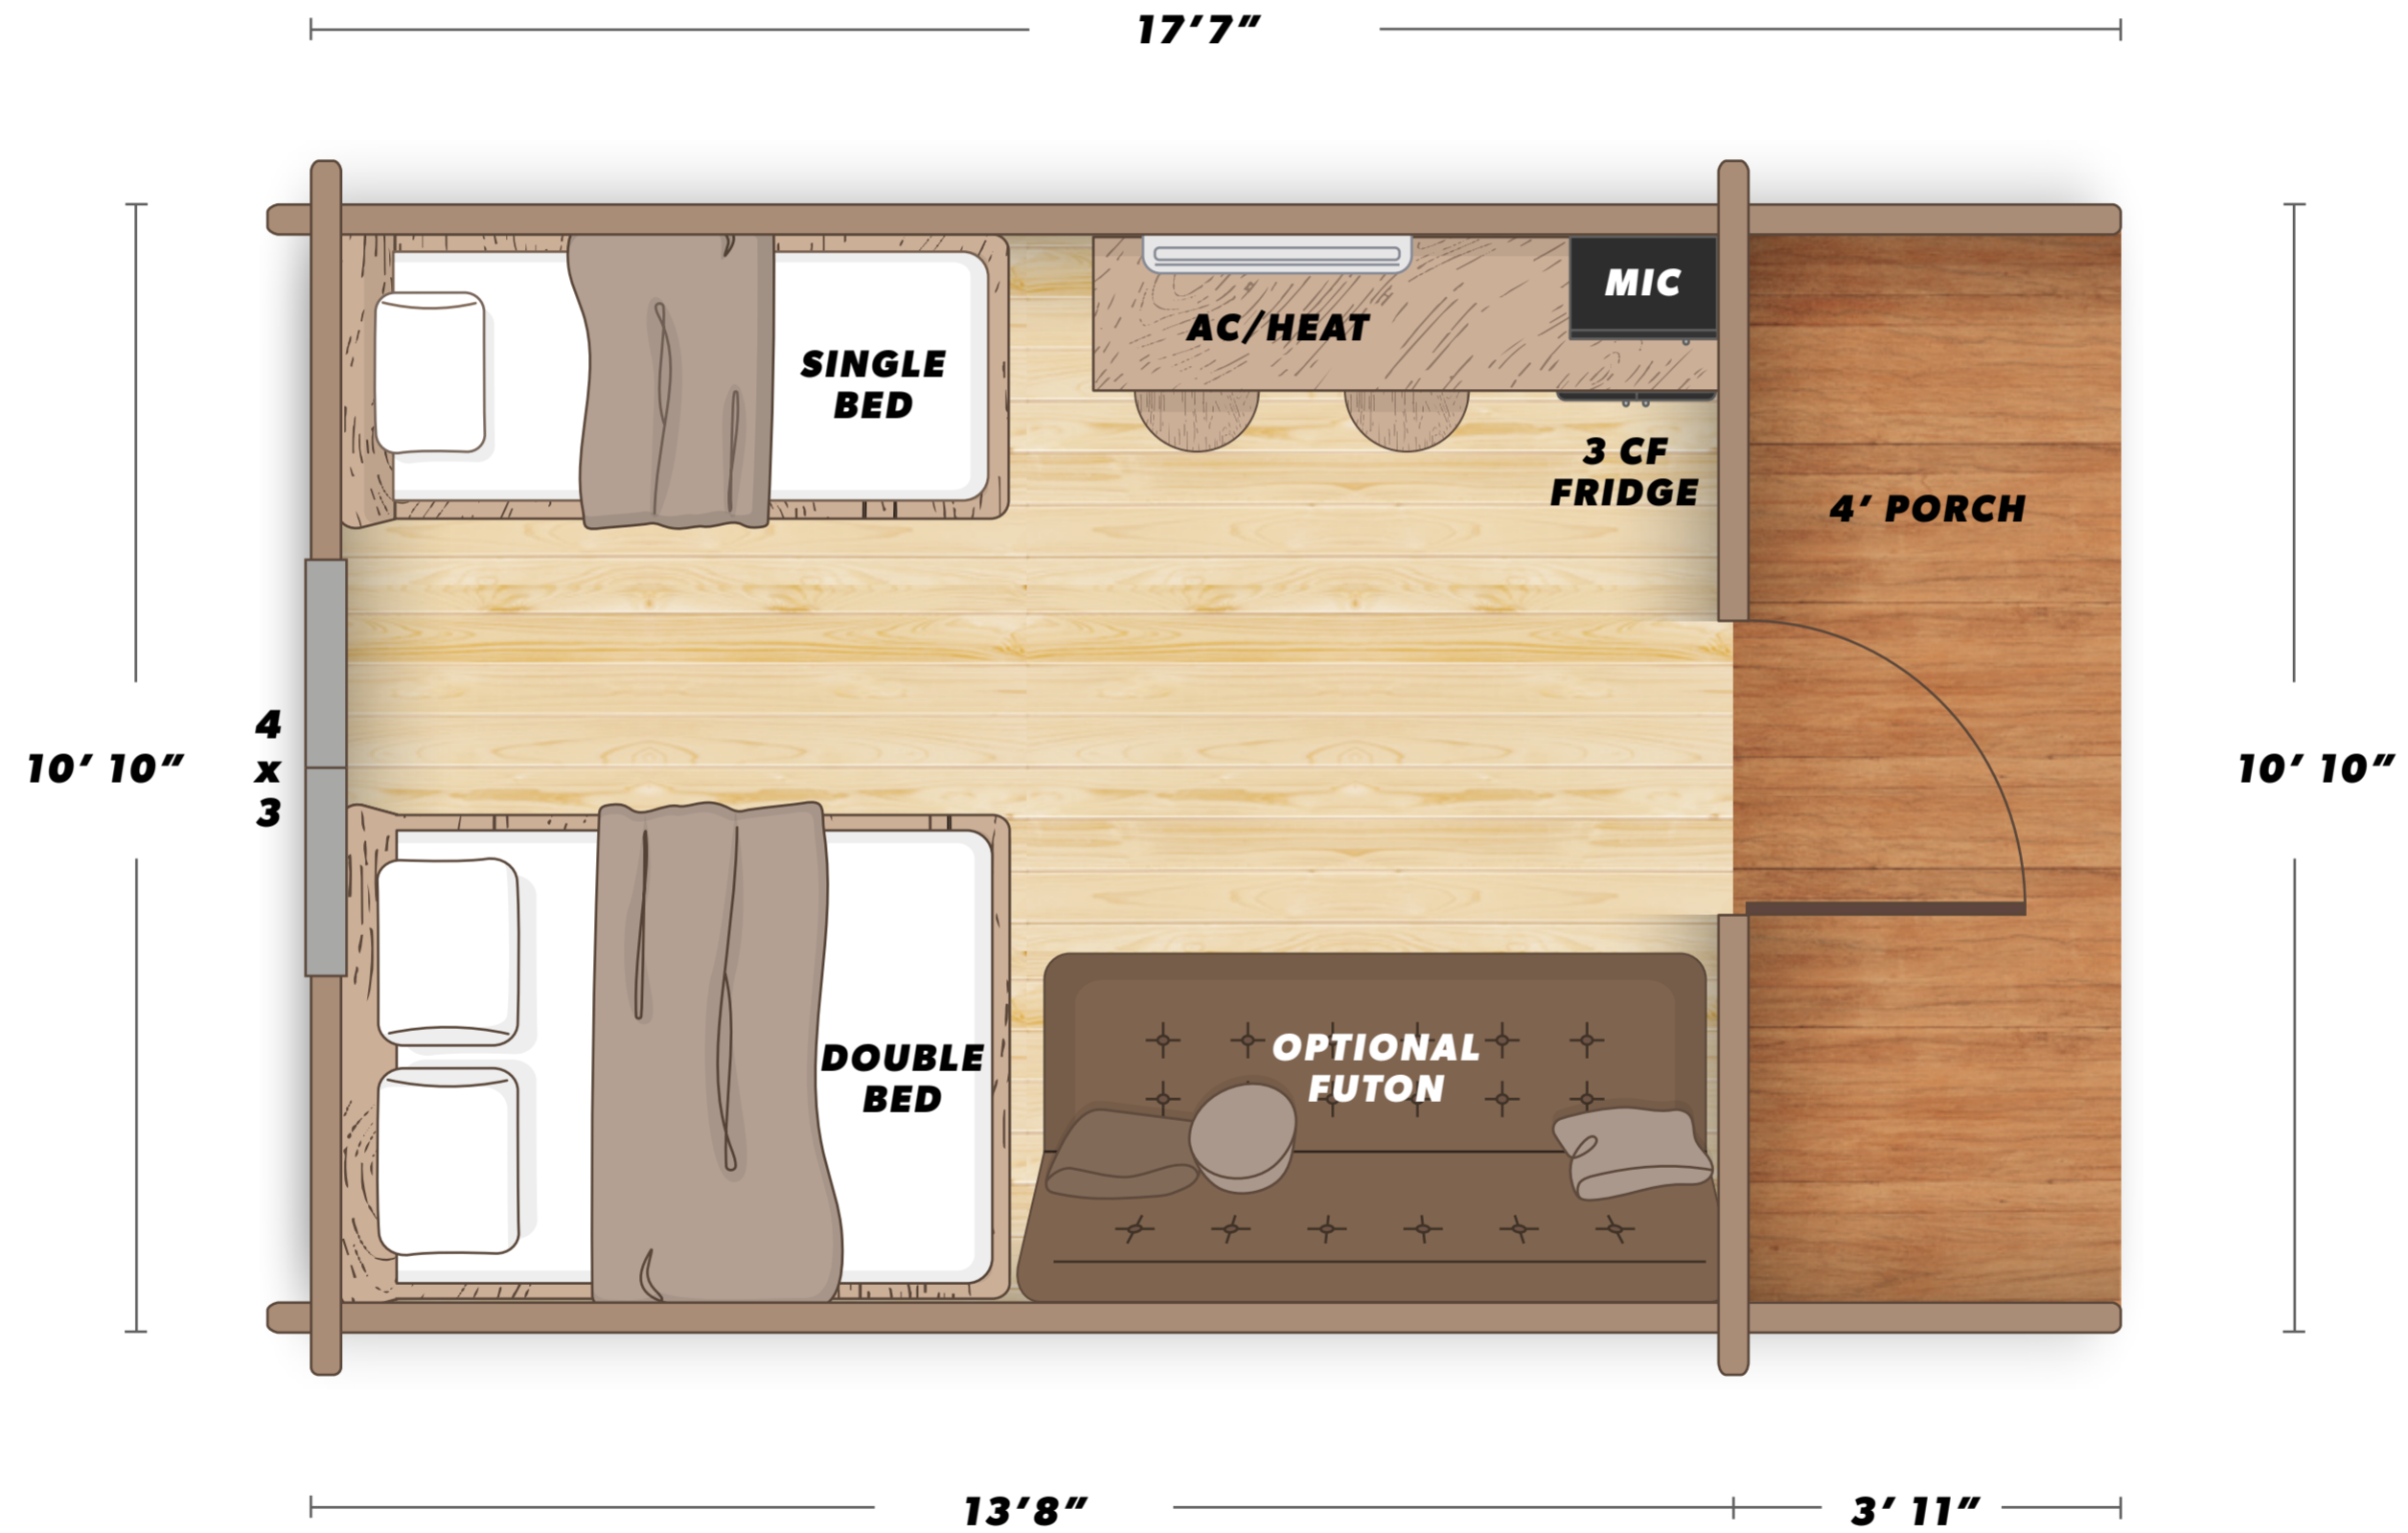 17’7”
MIC
AC/HEAT
SINGLE
BED
3 CF
FRIDGE
4’ PORCH
4
x
3
10’ 10”
10’ 10”
OPTIONAL
FUTON
DOUBLE
BED
13’8”
3’ 11”